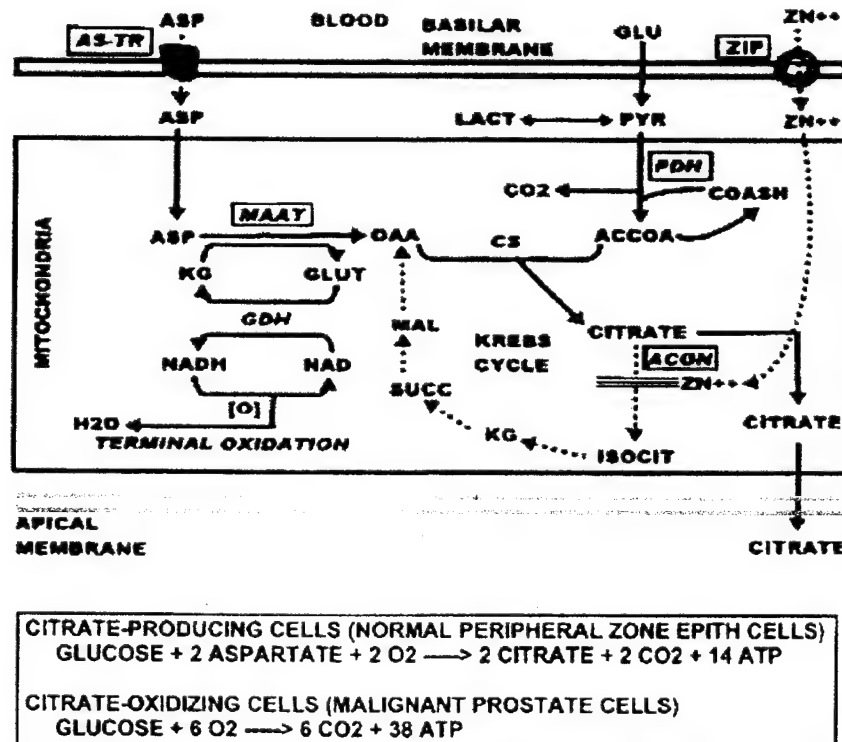 ASP BLOOD BASILAR MEMBRANE GLU ZN++
AS-TR ZIP
ASP LACT PYR ZN++
MITOCHONDRIA
PDH
CO2 COASH
MAAT
ASP OAA CS ACCOA
KG GLUT
GDH MAL KREBS CYCLE CITRATE
NADH NAD ACON
SUCC ZN++
[O]
H2O KG CITRATE
TERMINAL OXIDATION ISOCIT
APICAL
MEMBRANE CITRATE
CITRATE-PRODUCING CELLS (NORMAL PERIPHERAL ZONE EPITH CELLS)
GLUCOSE + 2 ASPARTATE + 2 O2 ----> 2 CITRATE + 2 CO2 + 14 ATP
CITRATE-OXIDIZING CELLS (MALIGNANT PROSTATE CELLS)
GLUCOSE + 6 O2 ----> 6 CO2 + 38 ATP